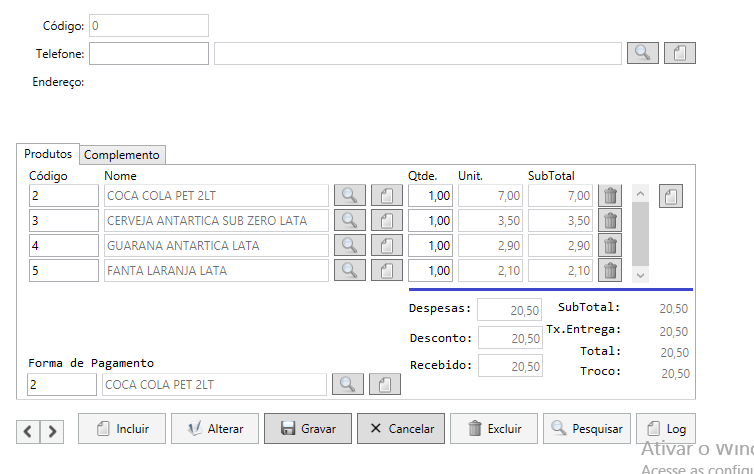 Código: 0
Telefone:
Endereço:
Produtos Complemento
Código Nome Qtde. Unit. SubTotal
2 COCA COLA PET 2LT 1,00 7,00 7,00
3 CERVEJA ANTARTICA SUB ZERO LATA 1,00 3,50 3,50
4 GUARANA ANTARTICA LATA 1,00 2,90 2,90
5 FANTA LARANJA LATA 1,00 2,10 2,10
Despesas: 20,50 SubTotal: 20,50
Desconto: 20,50 Tx.Entrega: 20,50
Total: 20,50
Recebido: 20,50 Troco: 20,50
Forma de Pagamento
2 COCA COLA PET 2LT
Incluir Alterar Gravar Cancelar Excluir Pesquisar Log
Ativar o Win
Acesse as config